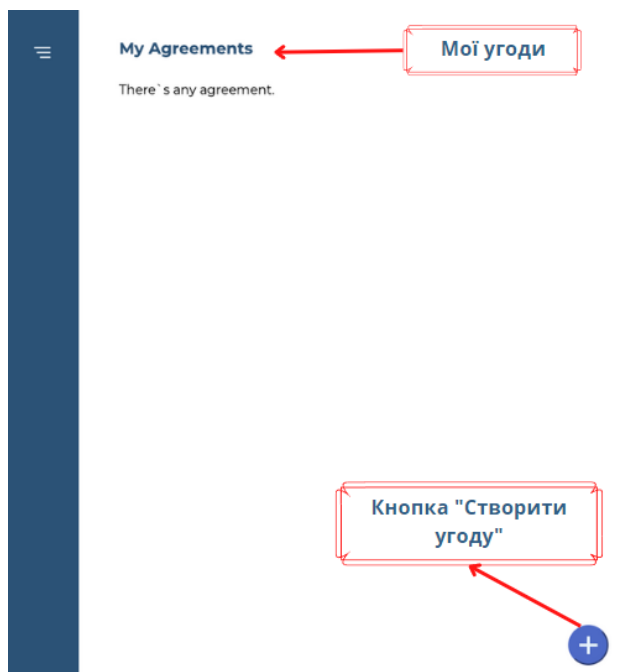 My Agreements
Мої угоди
There`s any agreement.
Кнопка "Створити
угоду"